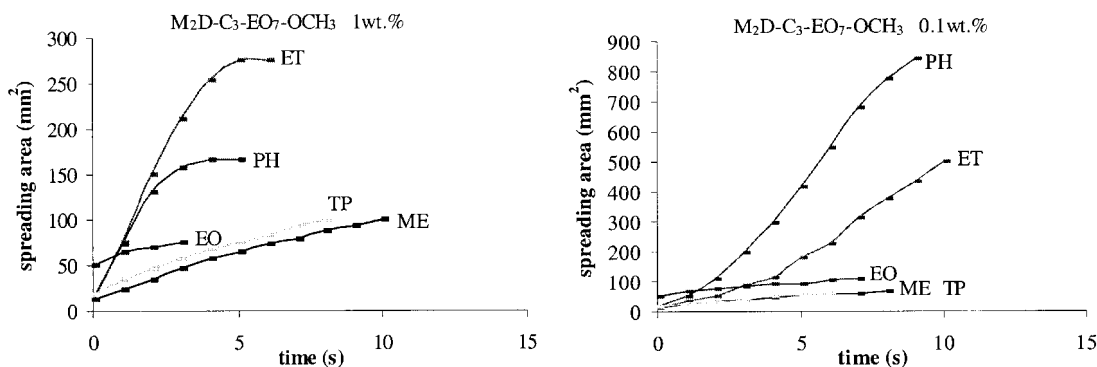 M₂D-C₃-EO₇-OCH₃ 1wt.%
spreading area (mm²)
300
250
200
150
100
50
0
ET
PH
TP
ME
EO
0 5 10 15
time (s)
M₂D-C₃-EO₇-OCH₃ 0.1wt.%
spreading area (mm²)
900
800
700
600
500
400
300
200
100
0
PH
ET
EO
ME TP
0 5 10 15
time (s)